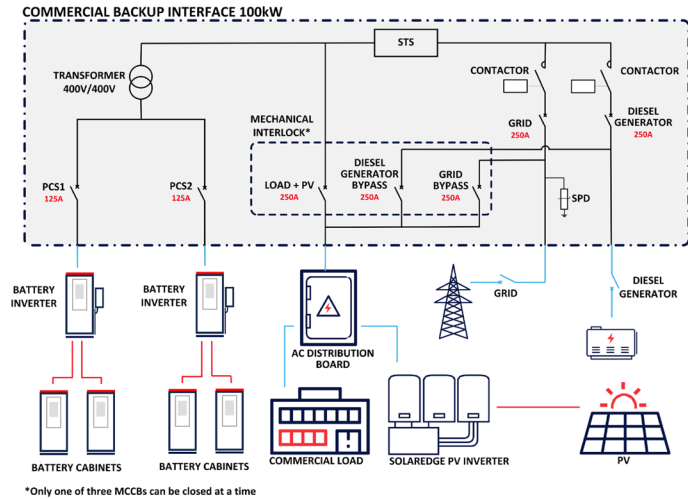 COMMERCIAL BACKUP INTERFACE 100kW
STS
TRANSFORMER
400V/400V
CONTACTOR
CONTACTOR
GRID
250A
DIESEL
GENERATOR
250A
MECHANICAL
INTERLOCK*
PCS1
125A
PCS2
125A
LOAD + PV
250A
DIESEL
GENERATOR
BYPASS
250A
GRID
BYPASS
250A
SPD
BATTERY
INVERTER
BATTERY
INVERTER
GRID
DIESEL
GENERATOR
AC DISTRIBUTION
BOARD
BATTERY CABINETS
BATTERY CABINETS
COMMERCIAL LOAD
SOLAREDGE PV INVERTER
PV
*Only one of three MCCBs can be closed at a time